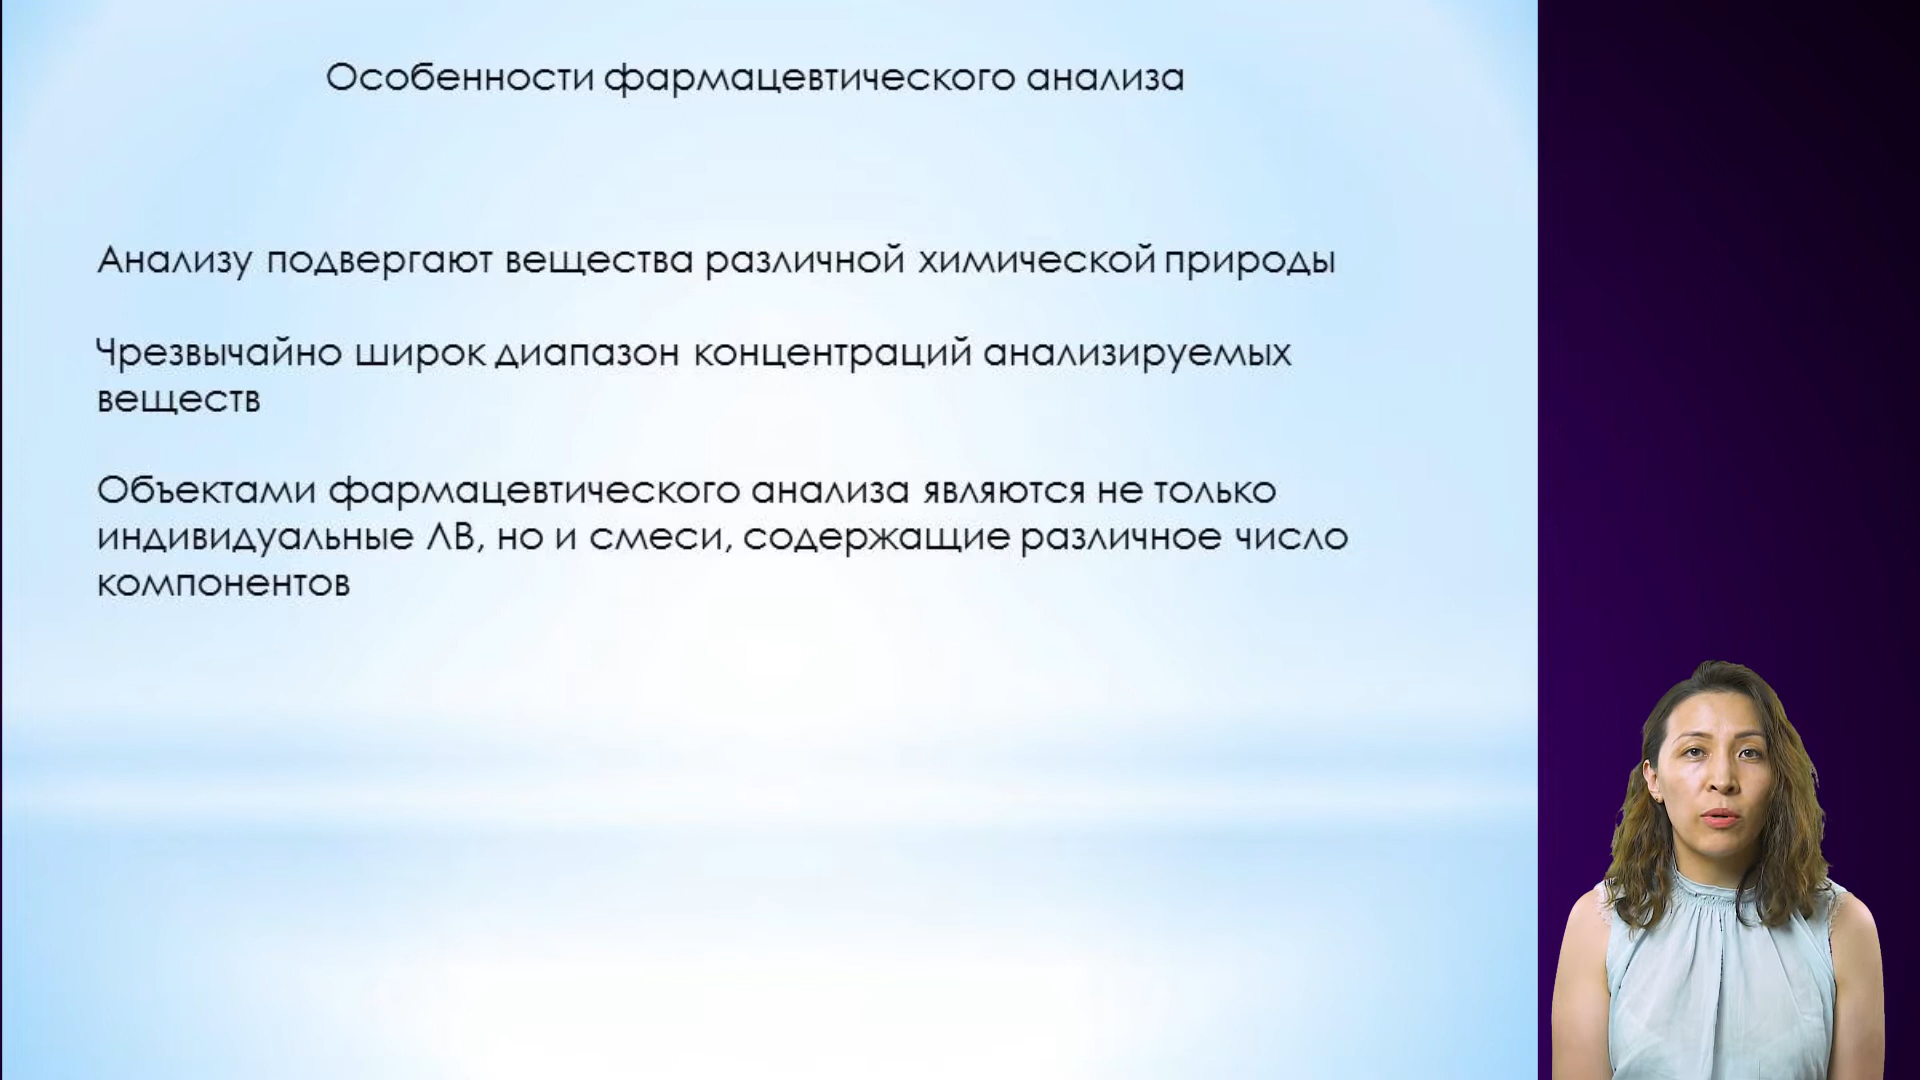 Особенности фармацевтического анализа
Анализу подвергают вещества различной химической природы
Чрезвычайно широк диапазон концентраций анализируемых
веществ
Объектами фармацевтического анализа являются не только
индивидуальные ЛВ, но и смеси, содержащие различное число
компонентов